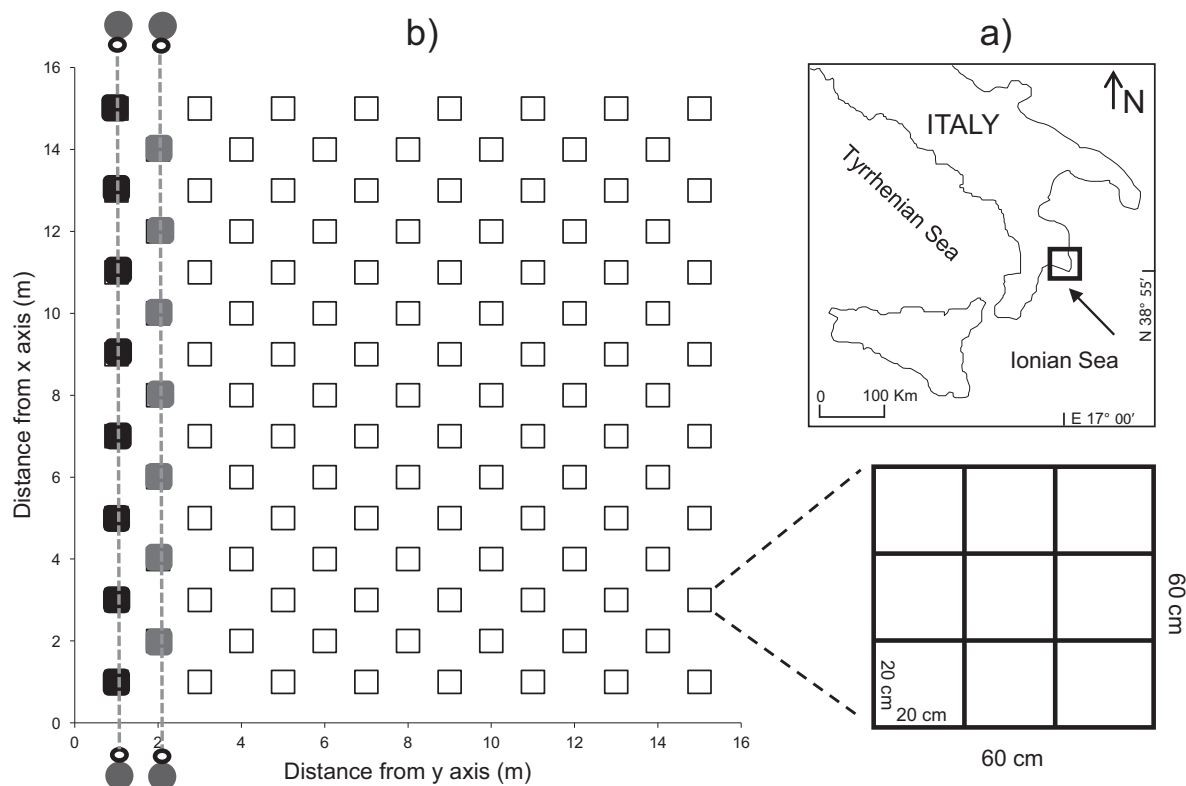 b)
a)
16
14
12
10
8
6
4
2
0
Distance from x axis (m)
0
2
4
6
8
10
12
14
16
Distance from y axis (m)
N
ITALY
Tyrrhenian Sea
Ionian Sea
N 38° 55′
0 100 Km
E 17° 00′
60 cm
20 cm
20 cm
60 cm